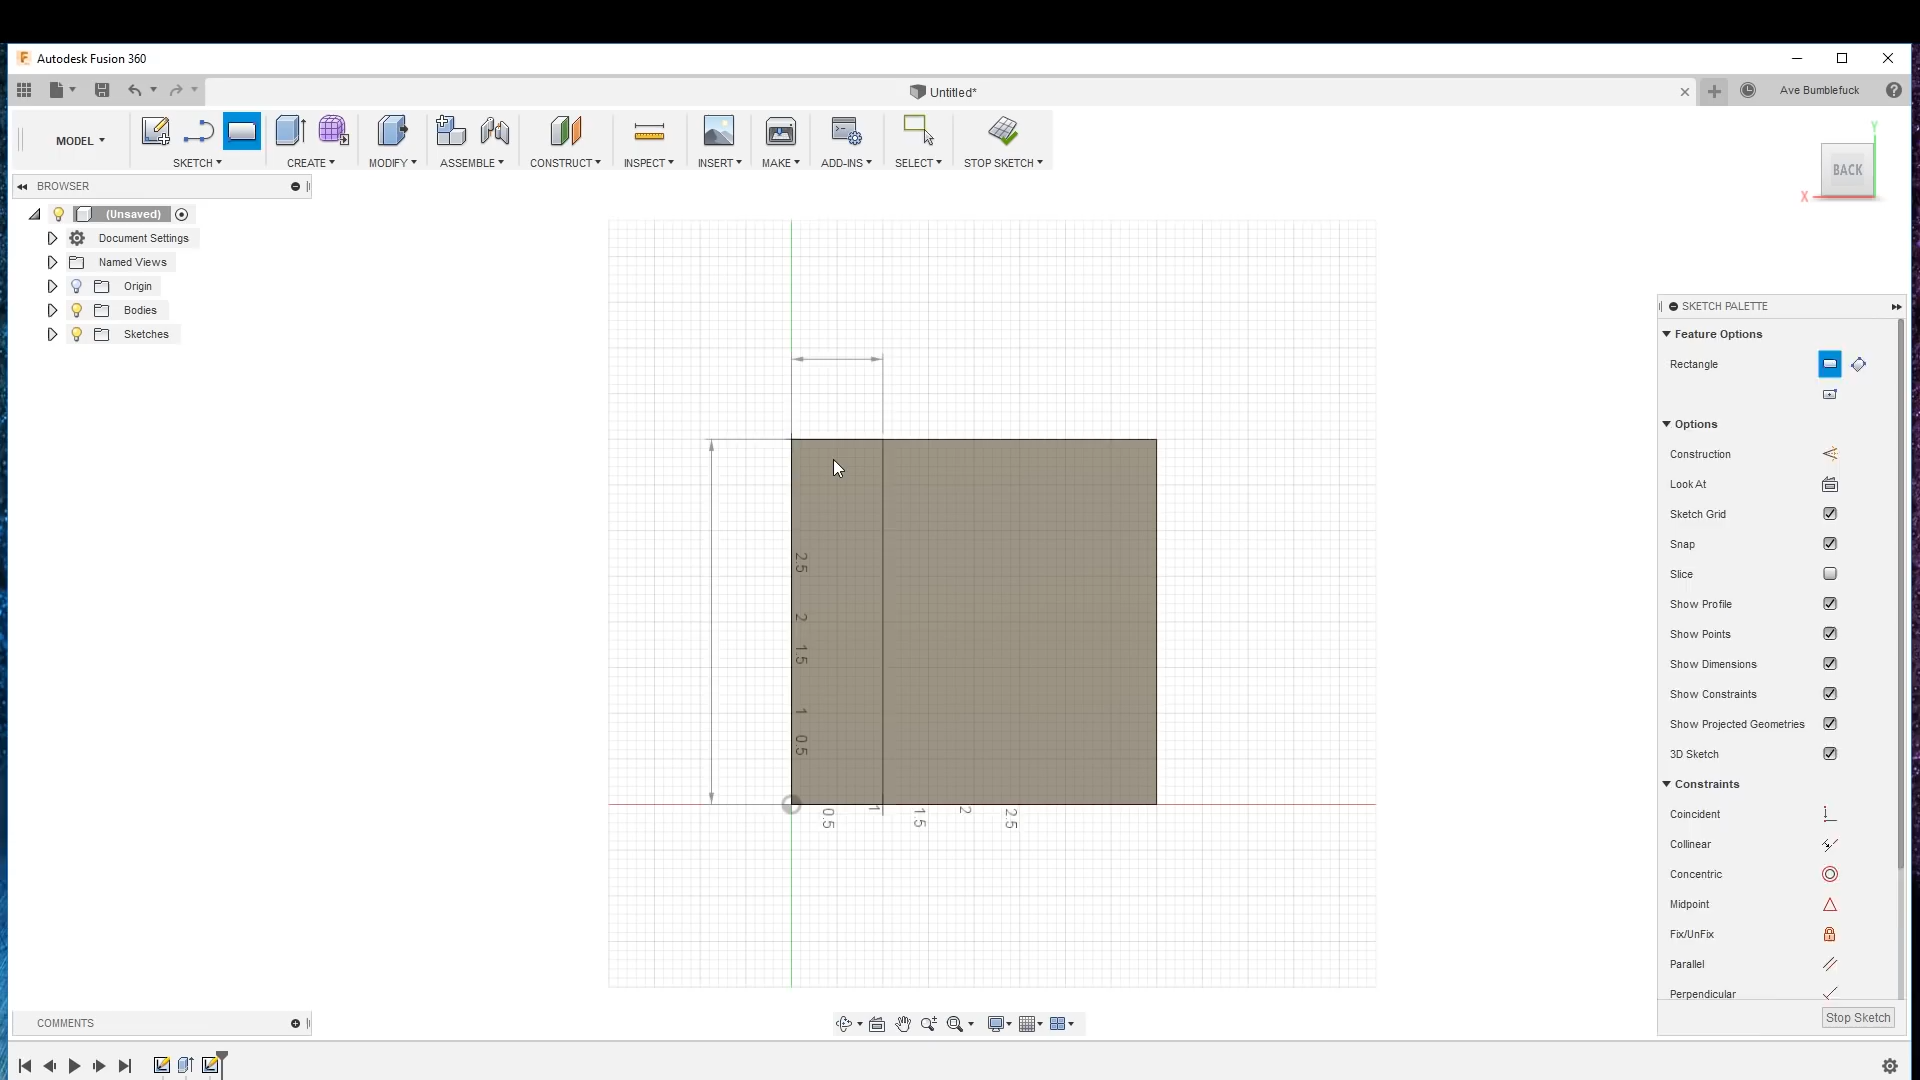 Autodesk Fusion 360
Untitled*
Ave Bumblefuck
MODEL
SKETCH
CREATE
MODIFY
ASSEMBLE
CONSTRUCT
INSPECT
INSERT
MAKE
ADD-INS
SELECT
STOP SKETCH
BROWSER
(Unsaved)
Document Settings
Named Views
Origin
Bodies
Sketches
Y
BACK
X
2.5
2
1.5
1
0.5
0.5
1
1.5
2
2.5
SKETCH PALETTE
Feature Options
Rectangle
Options
Construction
Look At
Sketch Grid
Snap
Slice
Show Profile
Show Points
Show Dimensions
Show Constraints
Show Projected Geometries
3D Sketch
Constraints
Coincident
Collinear
Concentric
Midpoint
Fix/UnFix
Parallel
Perpendicular
Stop Sketch
COMMENTS